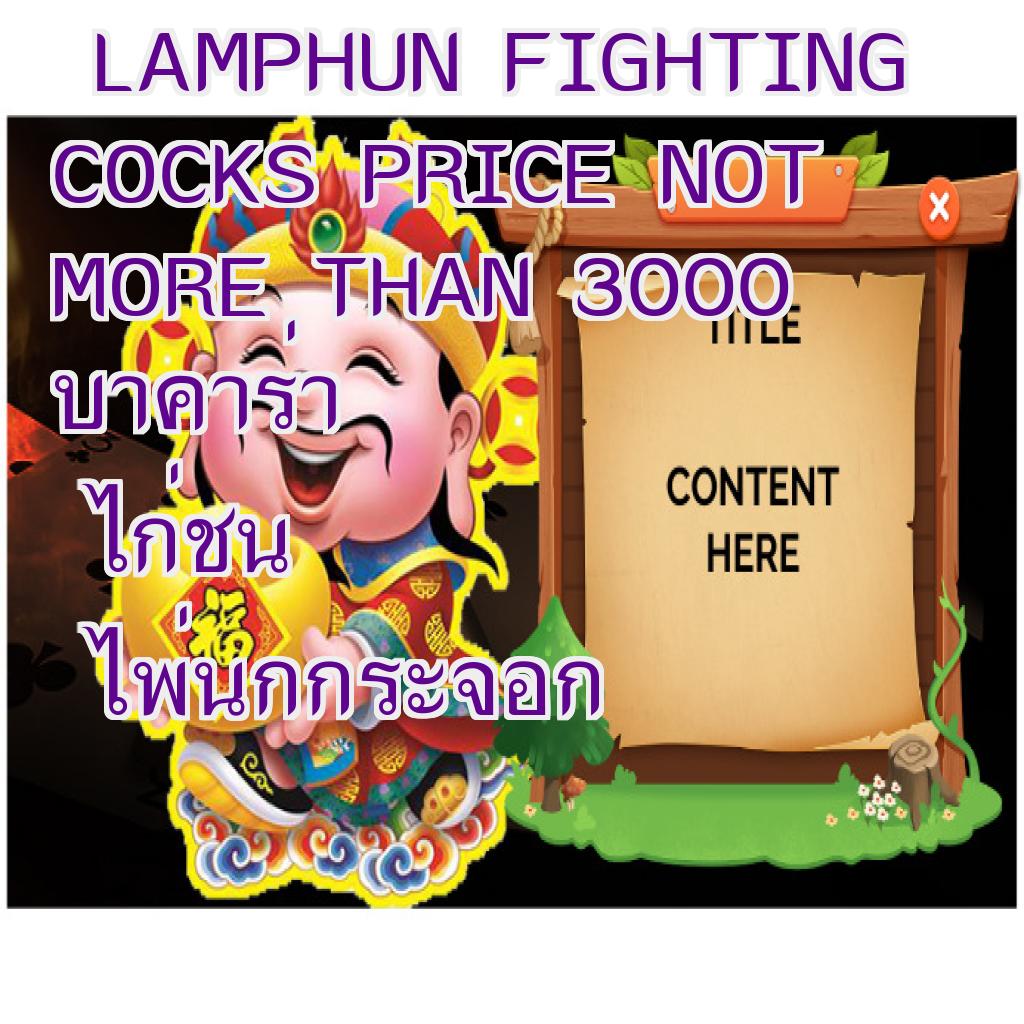 LAMPHUN FIGHTING
COCKS PRICE NOT
MORE THAN 3000
TITLE
บาคาร่า
CONTENT
ไก่ชน
HERE
福
ไพ่นกกระจอก
X